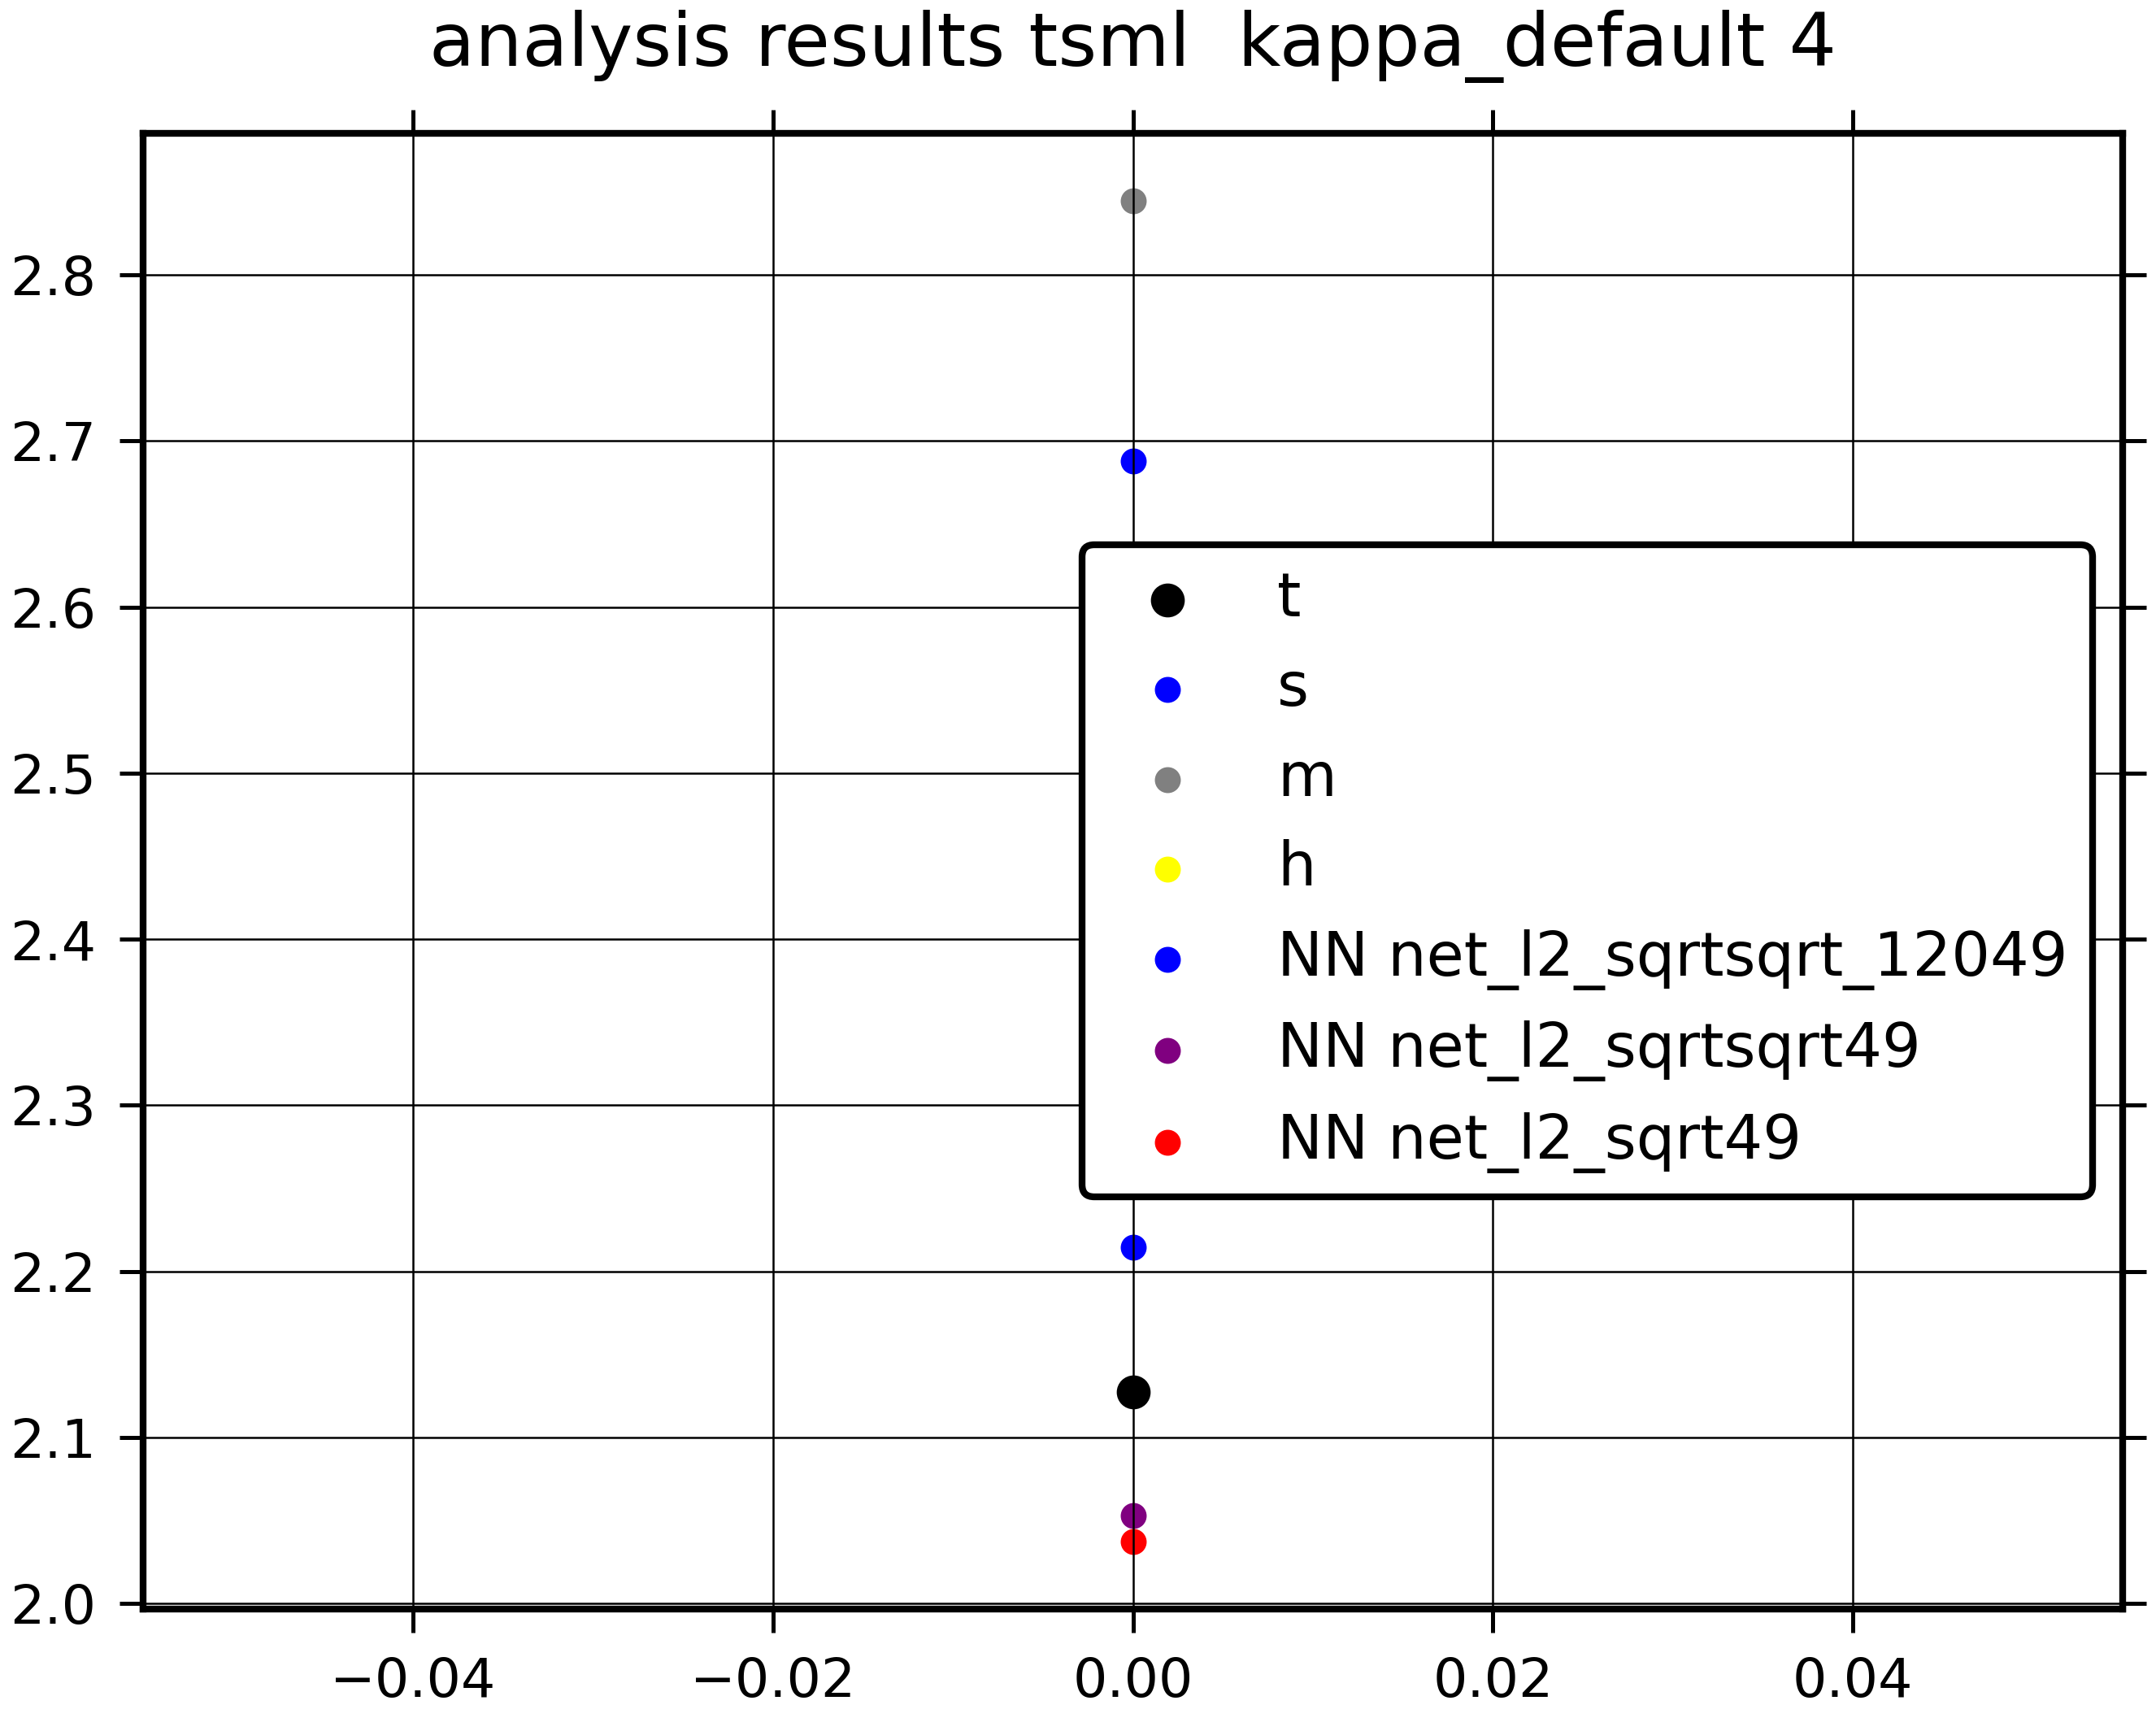 analysis results tsml  kappa_default 4
2.8
2.7
2.6
2.5
2.4
2.3
2.2
2.1
2.0
t
s
m
h
NN net_l2_sqrtsqrt_12049
NN net_l2_sqrtsqrt49
NN net_l2_sqrt49
−0.04 −0.02 0.00 0.02 0.04